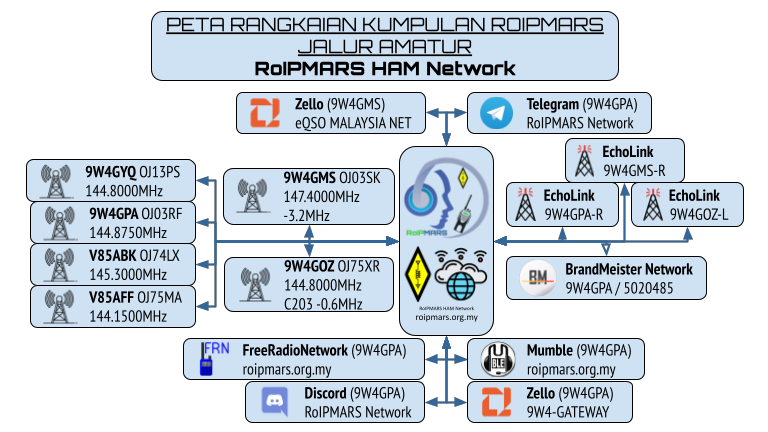 PETA RANGKAIAN KUMPULAN ROIPMARS
JALUR AMATUR
RoIPMARS HAM Network
Zello (9W4GMS)
eQSO MALAYSIA NET
Telegram (9W4GPA)
RoIPMARS Network
EchoLink
9W4GMS-R
EchoLink
9W4GPA-R
EchoLink
9W4GOZ-L
9W4GYQ OJ13PS
144.8000MHz
9W4GPA OJ03RF
144.8750MHz
V85ABK OJ74LX
145.3000MHz
V85AFF OJ75MA
144.1500MHz
9W4GMS OJ03SK
147.4000MHz
-3.2MHz
9W4GOZ OJ75XR
144.8000MHz
C203 -0.6MHz
RoIPMARS
RoIPMARS HAM Network
roipmars.org.my
BM
BrandMeister Network
9W4GPA / 5020485
FRN
FreeRadioNetwork (9W4GPA)
roipmars.org.my
BLE
Mumble (9W4GPA)
roipmars.org.my
Discord (9W4GPA)
RoIPMARS Network
Zello (9W4GPA)
9W4-GATEWAY